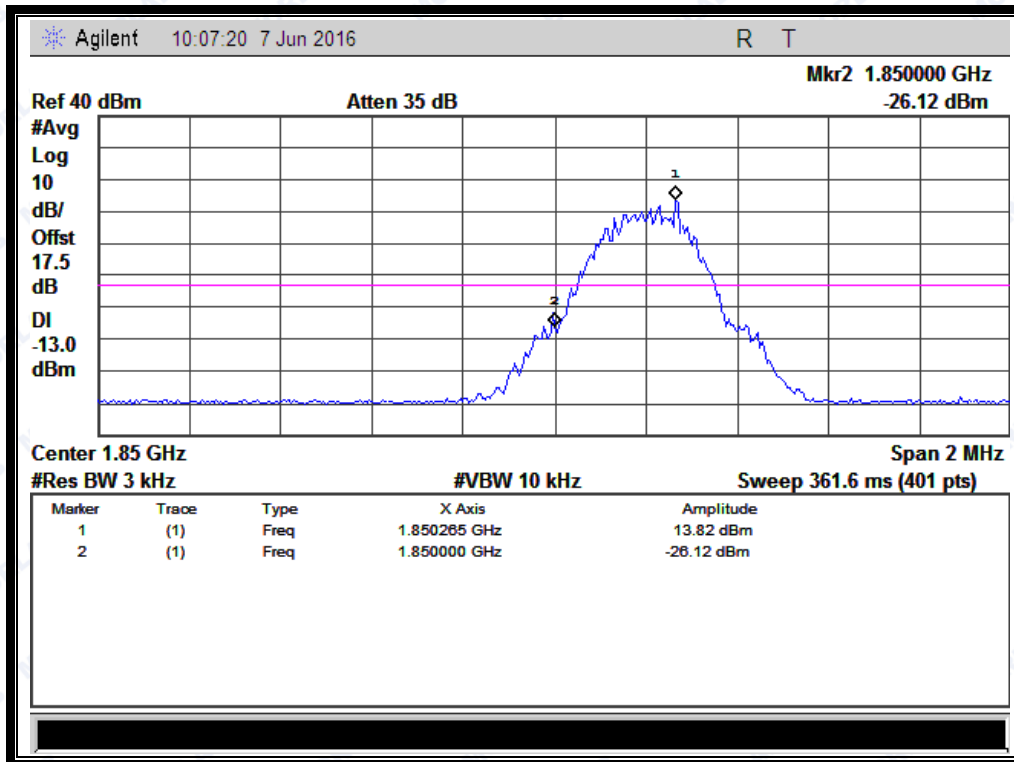 Agilent 10:07:20 7 Jun 2016 R T
Mkr2 1.850000 GHz
Ref 40 dBm Atten 35 dB -26.12 dBm
#Avg
Log
10
dB/
Offst
17.5
dB
DI
-13.0
dBm
1
2
Center 1.85 GHz Span 2 MHz
#Res BW 3 kHz #VBW 10 kHz Sweep 361.6 ms (401 pts)
Marker Trace Type X Axis Amplitude
1 (1) Freq 1.850265 GHz 13.82 dBm
2 (1) Freq 1.850000 GHz -26.12 dBm